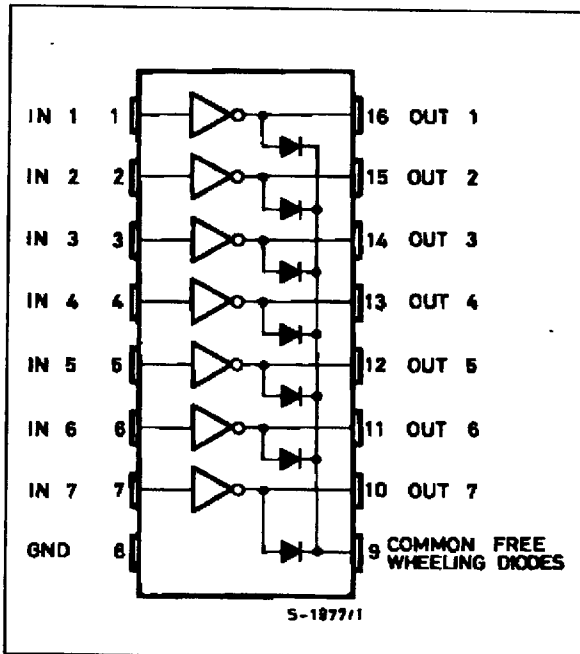 IN 1 1 16 OUT 1
IN 2 2 15 OUT 2
IN 3 3 14 OUT 3
IN 4 4 13 OUT 4
IN 5 5 12 OUT 5
IN 6 6 11 OUT 6
IN 7 7 10 OUT 7
GND 8 9 COMMON FREE
WHEELING DIODES
S-1977/1